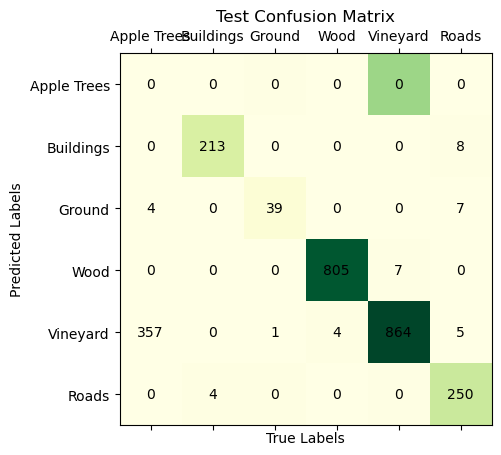 Test Confusion Matrix
Apple Trees Buildings Ground Wood Vineyard Roads
Apple Trees 0 0 0 0 0 0
Buildings 0 213 0 0 0 8
Ground 4 0 39 0 0 7
Wood 0 0 0 805 7 0
Vineyard 357 0 1 4 864 5
Roads 0 4 0 0 0 250
True Labels
Predicted Labels